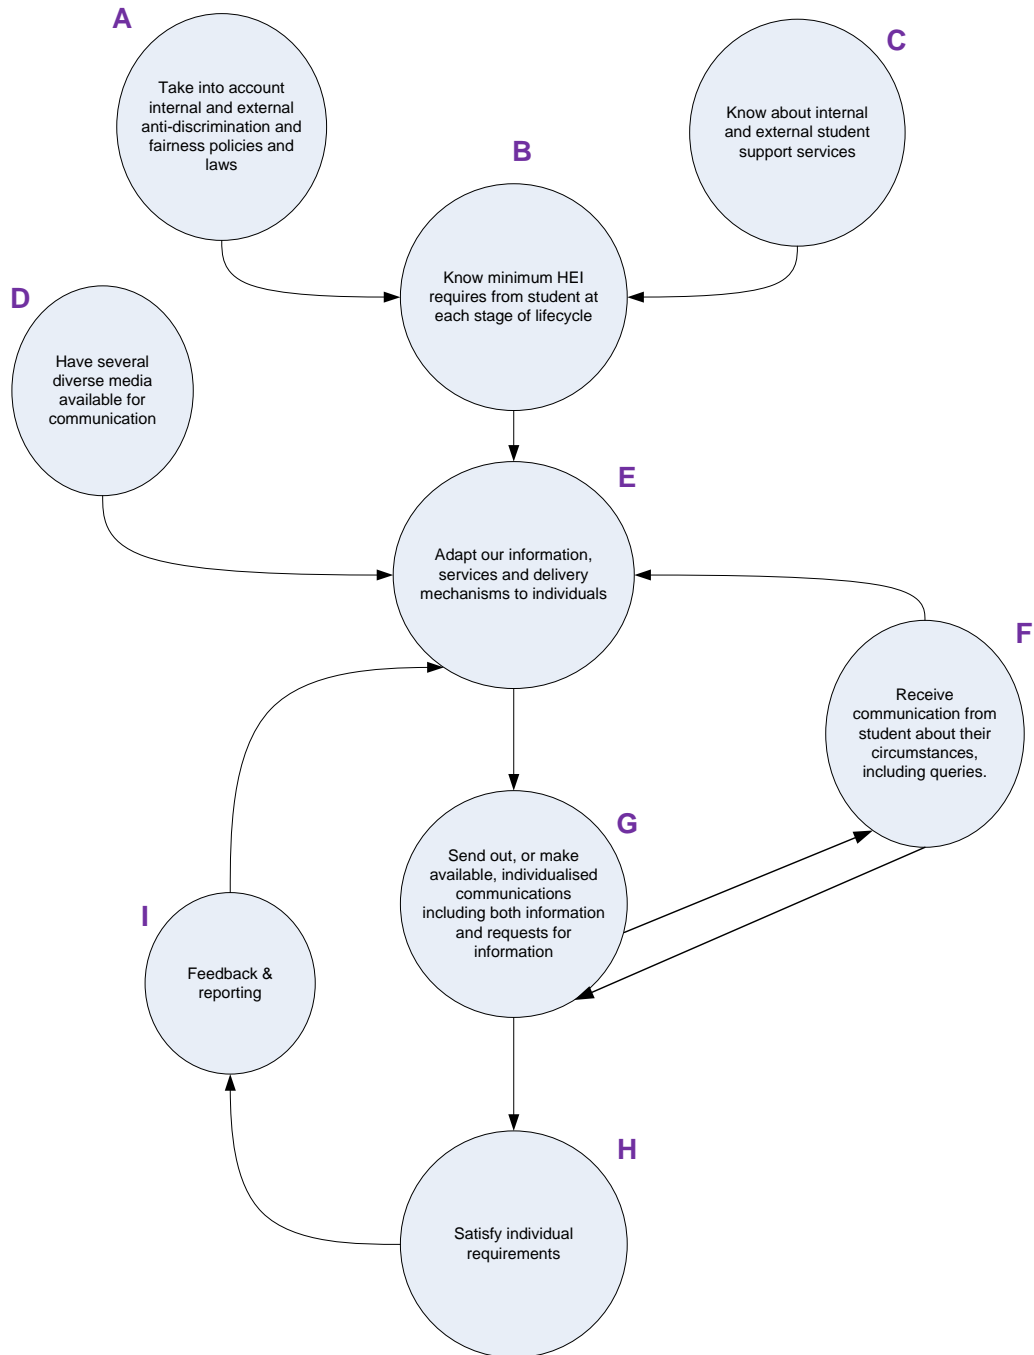 A
Take into account
internal and external
anti-discrimination and
fairness policies and
laws
C
Know about internal
and external student
support services
B
Know minimum HEI
requires from student at
each stage of lifecycle
D
Have several
diverse media
available for
communication
E
Adapt our information,
services and delivery
mechanisms to individuals
F
Receive
communication from
student about their
circumstances,
including queries.
G
Send out, or make
available, individualised
communications
including both information
and requests for
information
I
Feedback &
reporting
H
Satisfy individual
requirements